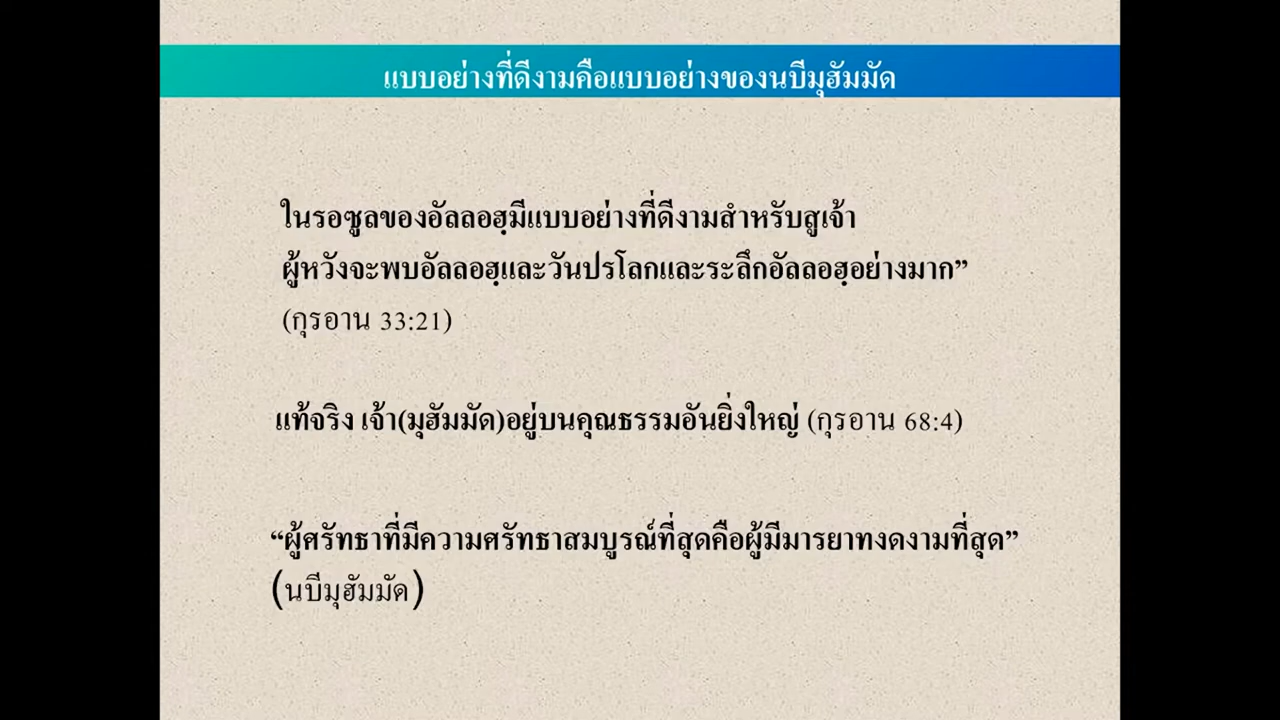 แบบอย่างที่ดีงามคือแบบอย่างของนบีมุฮัมมัด
ในรอซูลของอัลลอฮฺมีแบบอย่างที่ดีงามสำหรับสูเจ้า
ผู้หวังจะพบอัลลอฮฺและวันปรโลกและระลึกอัลลอฮฺอย่างมาก”
(กุรอาน 33:21)
แท้จริง เจ้า(มุฮัมมัด)อยู่บนคุณธรรมอันยิ่งใหญ่ (กุรอาน 68:4)
“ผู้ศรัทธาที่มีความศรัทธาสมบูรณ์ที่สุดคือผู้มีมารยาทงดงามที่สุด”
(นบีมุฮัมมัด)